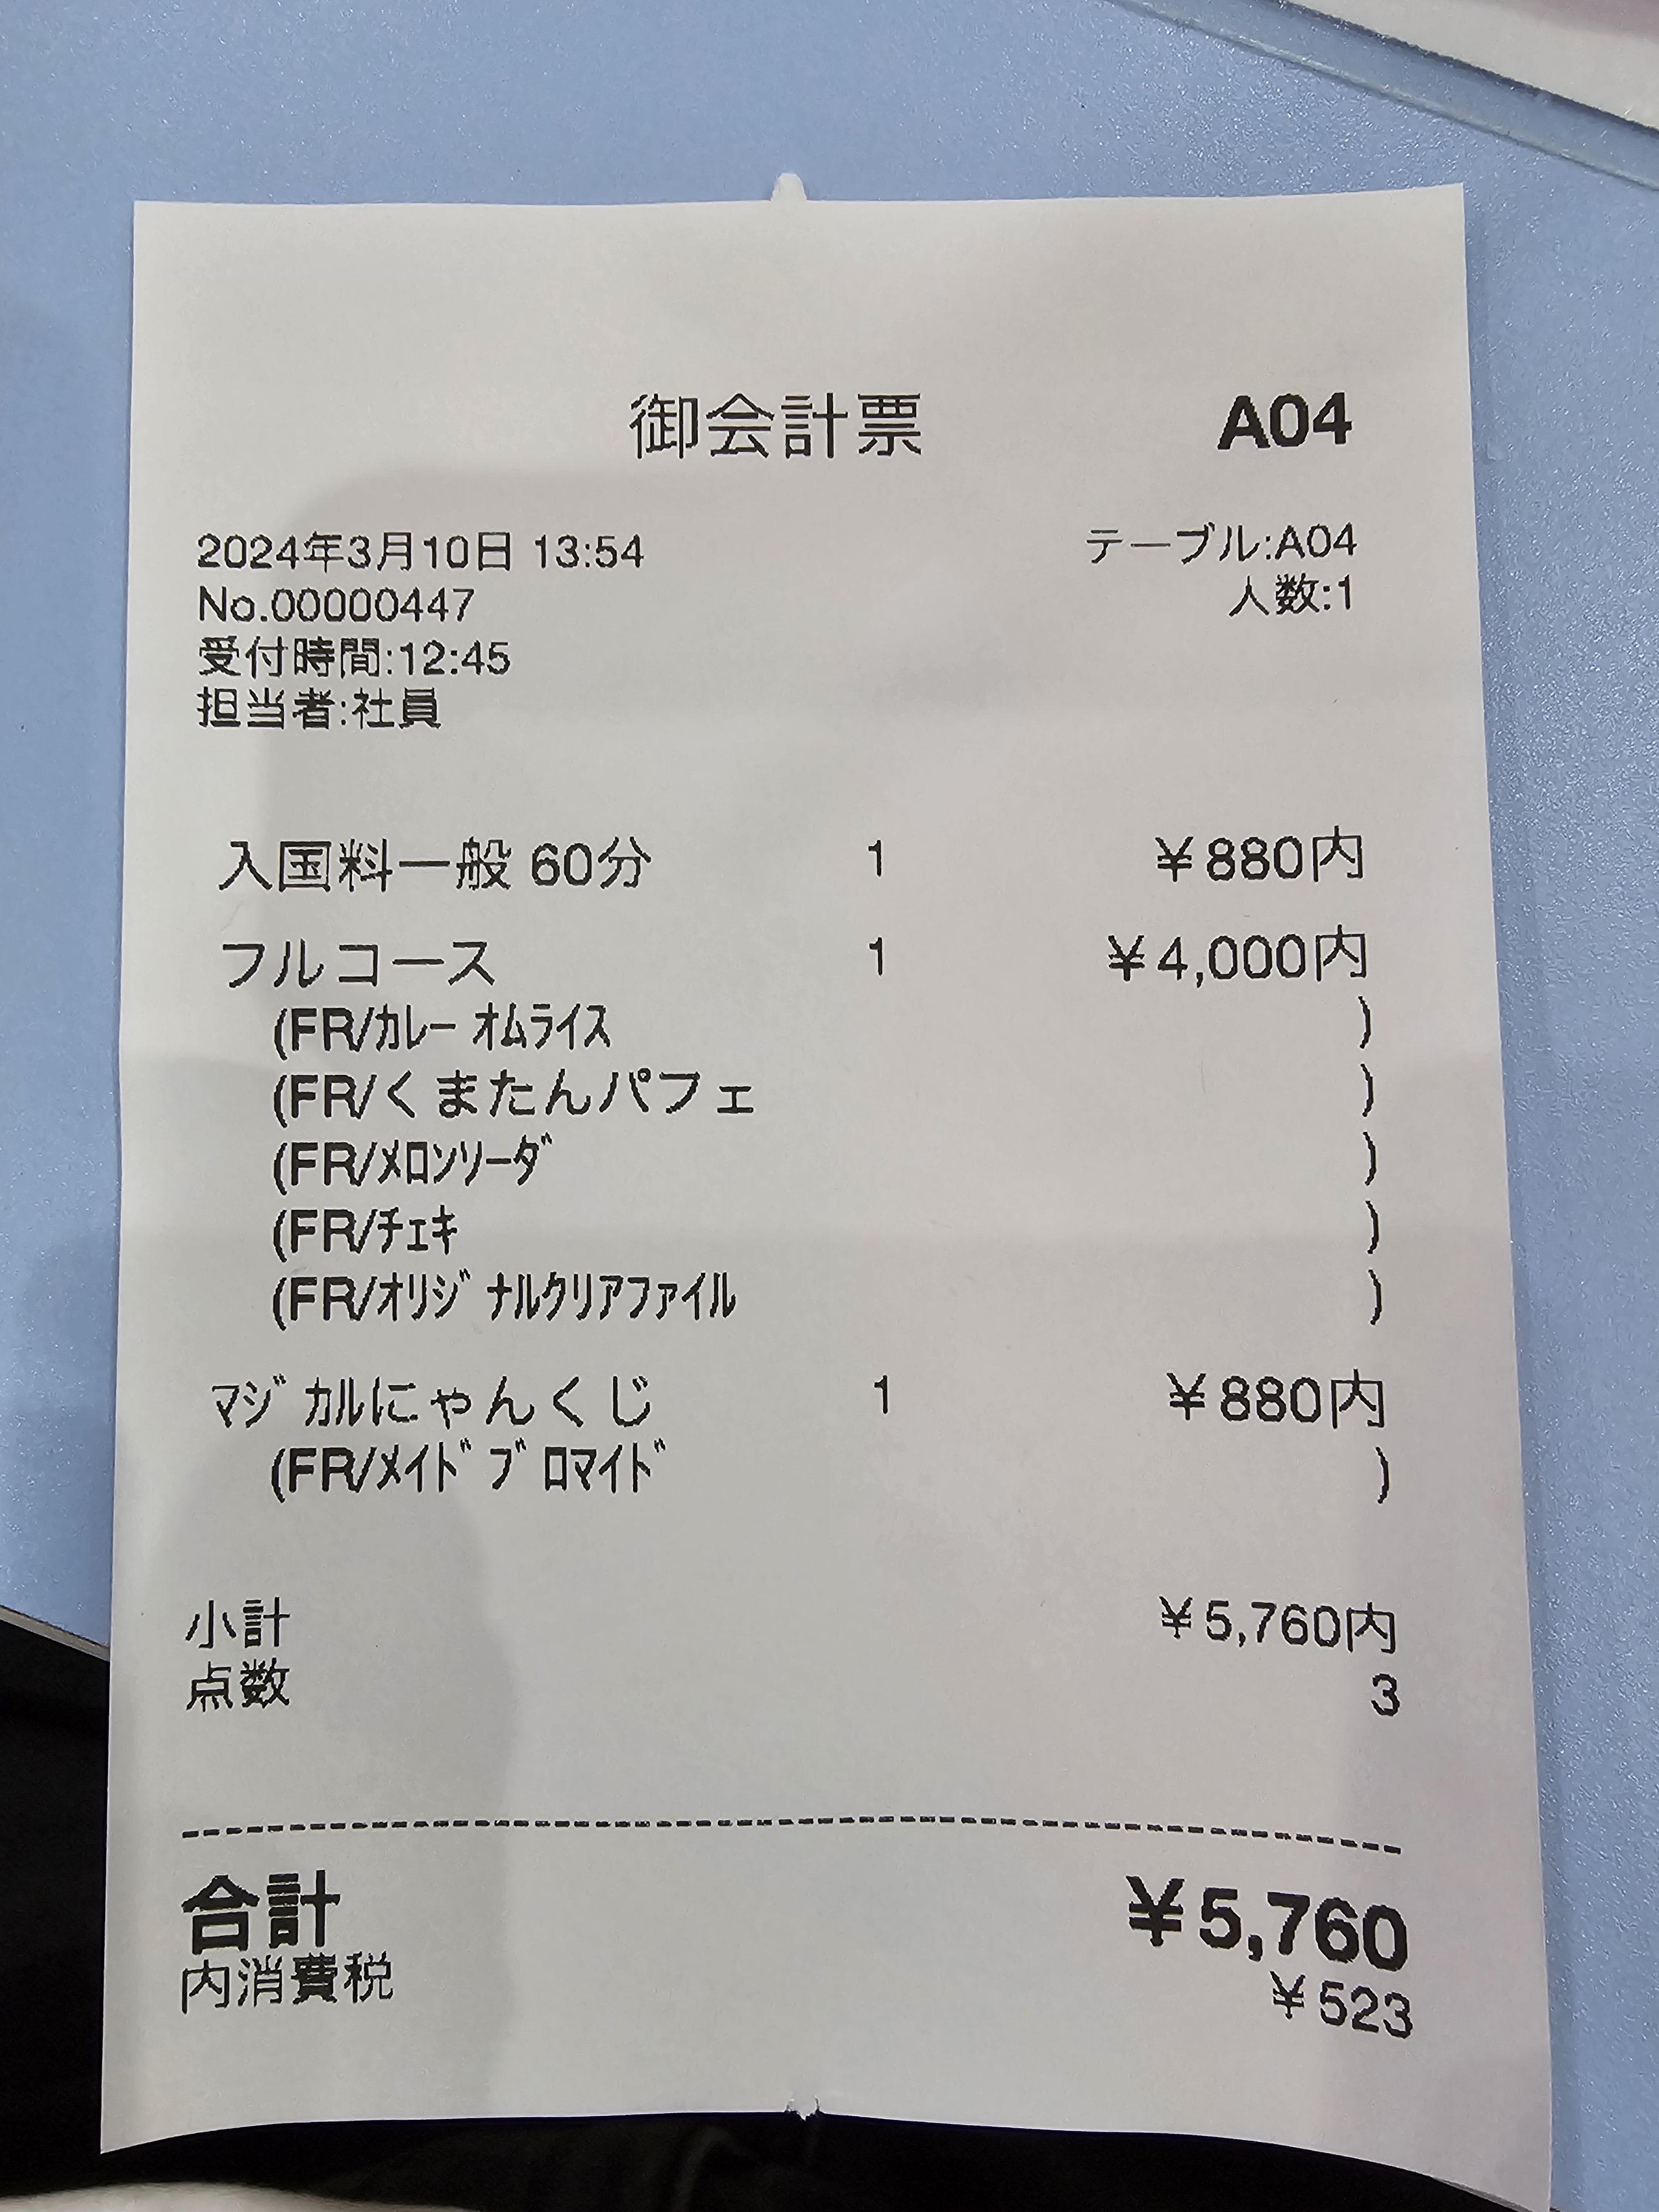 御会計票 A04
2024年3月10日 13:54 テーブル:A04
No.00000447 人数:1
受付時間:12:45
担当者:社員
入国料一般 60分 1 ¥880内
フルコース 1 ¥4,000内
(FR/ｶﾚｰ ｵﾑﾗｲｽ )
(FR/くまたんパフェ )
(FR/ﾒﾛﾝｿｰﾀﾞ )
(FR/ﾁｪｷ )
(FR/ｵﾘｼﾞﾅﾙｸﾘｱﾌｧｲﾙ )
ﾏｼﾞｶﾙにゃんくじ 1 ¥880内
(FR/ﾒｲﾄﾞﾌﾞﾛﾏｲﾄﾞ )
小計 ¥5,760内
点数 3
合計 ¥5,760
内消費税 ¥523